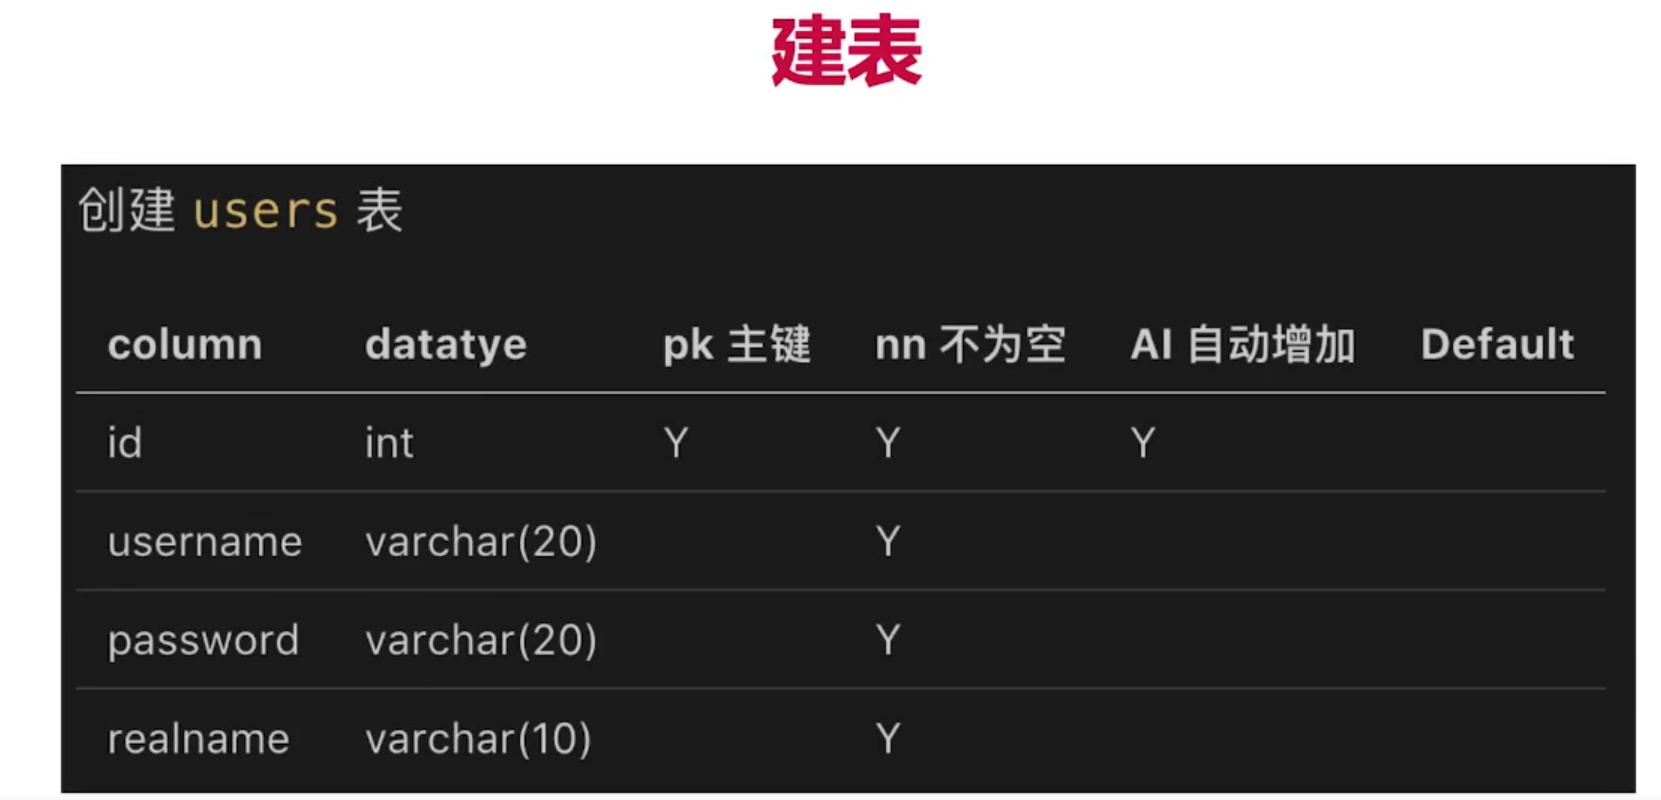 建表
创建 users 表
column datatye pk 主键 nn 不为空 AI 自动增加 Default
id int Y Y Y
username varchar(20) Y
password varchar(20) Y
realname varchar(10) Y